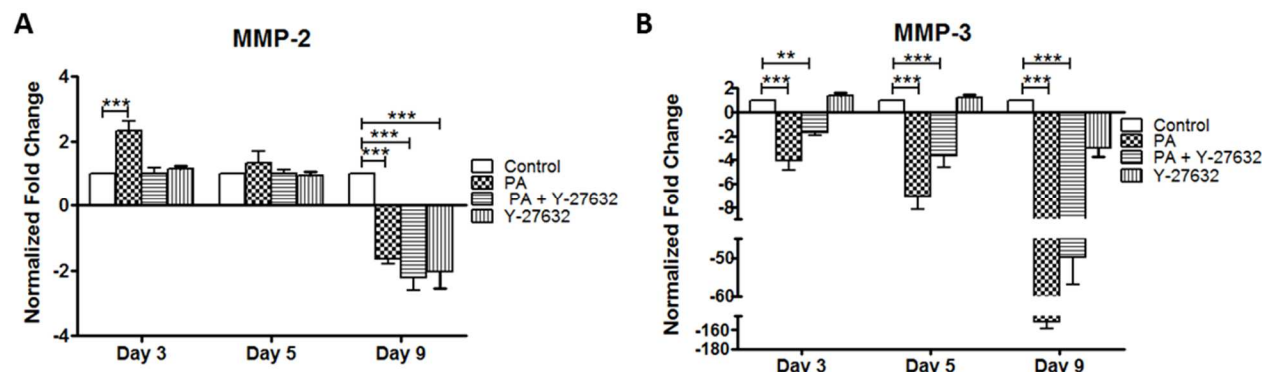 A
MMP-2
Normalized Fold Change
4
2
0
-2
-4
***
***
***
***
Day 3
Day 5
Day 9
Control
PA
PA + Y-27632
Y-27632
B
MMP-3
Normalized Fold Change
2
0
-2
-4
-6
-8
-50
-60
-160
-180
**
***
***
***
***
***
Day 3
Day 5
Day 9
Control
PA
PA + Y-27632
Y-27632